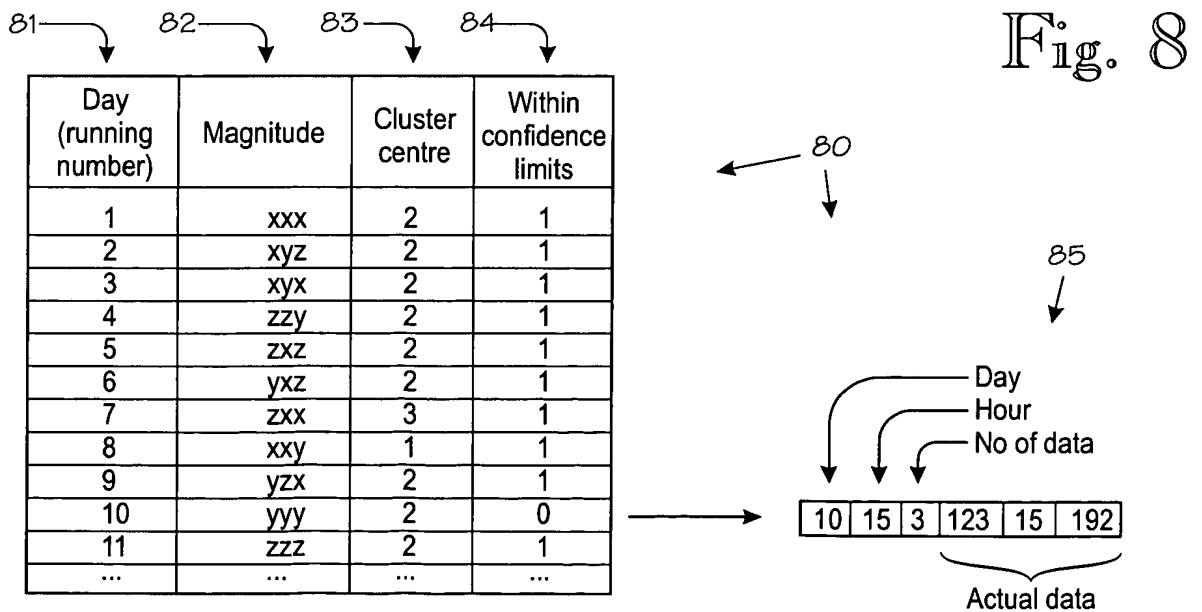 81 82 83 84
Fig. 8
Day (running number) Magnitude Cluster centre Within confidence limits
1 xxx 2 1
2 xyz 2 1
3 xyx 2 1
4 zzy 2 1
5 zxz 2 1
6 yxz 2 1
7 zxx 3 1
8 xxy 1 1
9 yzx 2 1
10 yyy 2 0
11 zzz 2 1
... ... ... ...
80
85
Day
Hour
No of data
10 15 3 123 15 192
Actual data